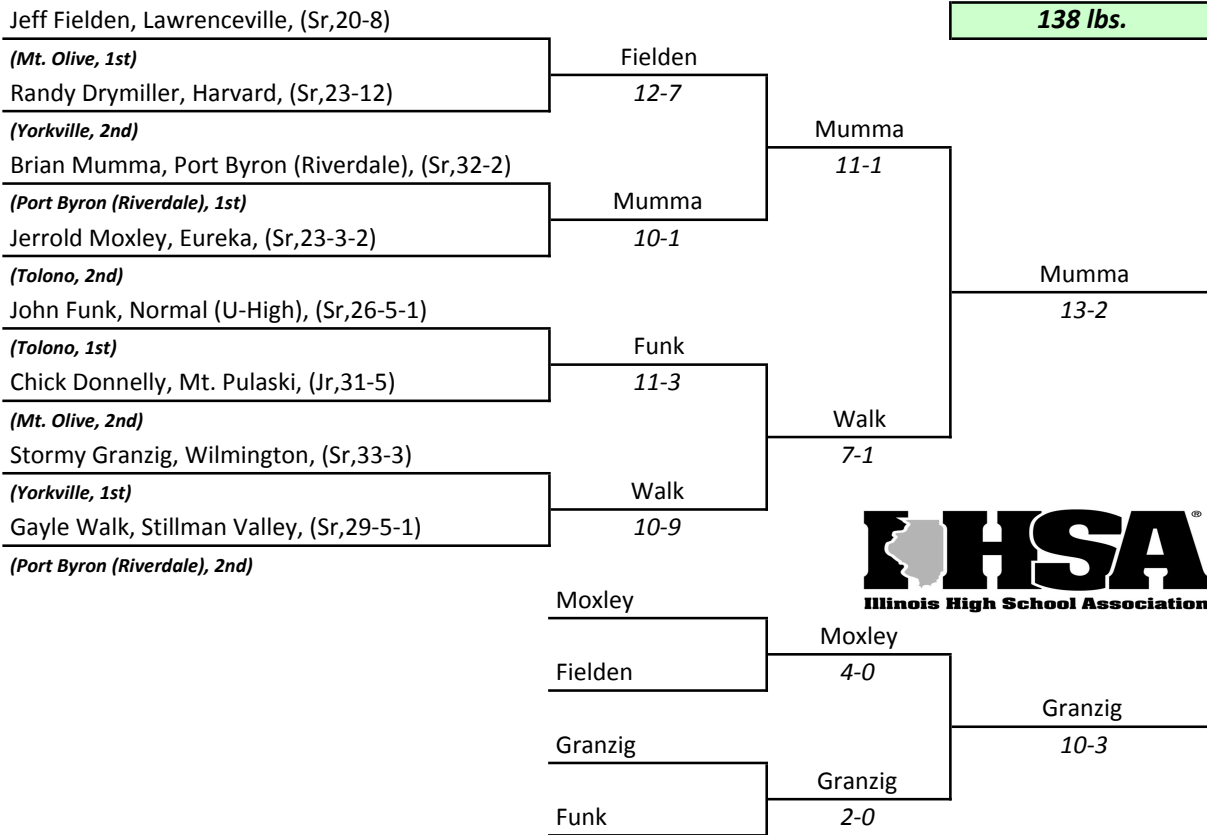 Jeff Fielden, Lawrenceville, (Sr,20-8)
138 lbs.
(Mt. Olive, 1st)
Fielden
Randy Drymiller, Harvard, (Sr,23-12)
12-7
(Yorkville, 2nd)
Mumma
Brian Mumma, Port Byron (Riverdale), (Sr,32-2)
11-1
(Port Byron (Riverdale), 1st)
Mumma
Jerrold Moxley, Eureka, (Sr,23-3-2)
10-1
(Tolono, 2nd)
Mumma
John Funk, Normal (U-High), (Sr,26-5-1)
13-2
(Tolono, 1st)
Funk
Chick Donnelly, Mt. Pulaski, (Jr,31-5)
11-3
(Mt. Olive, 2nd)
Walk
Stormy Granzig, Wilmington, (Sr,33-3)
7-1
(Yorkville, 1st)
Walk
Gayle Walk, Stillman Valley, (Sr,29-5-1)
10-9
(Port Byron (Riverdale), 2nd)
IHSA®
Illinois High School Association
Moxley
Moxley
Fielden
4-0
Granzig
Granzig
10-3
Granzig
Funk
2-0